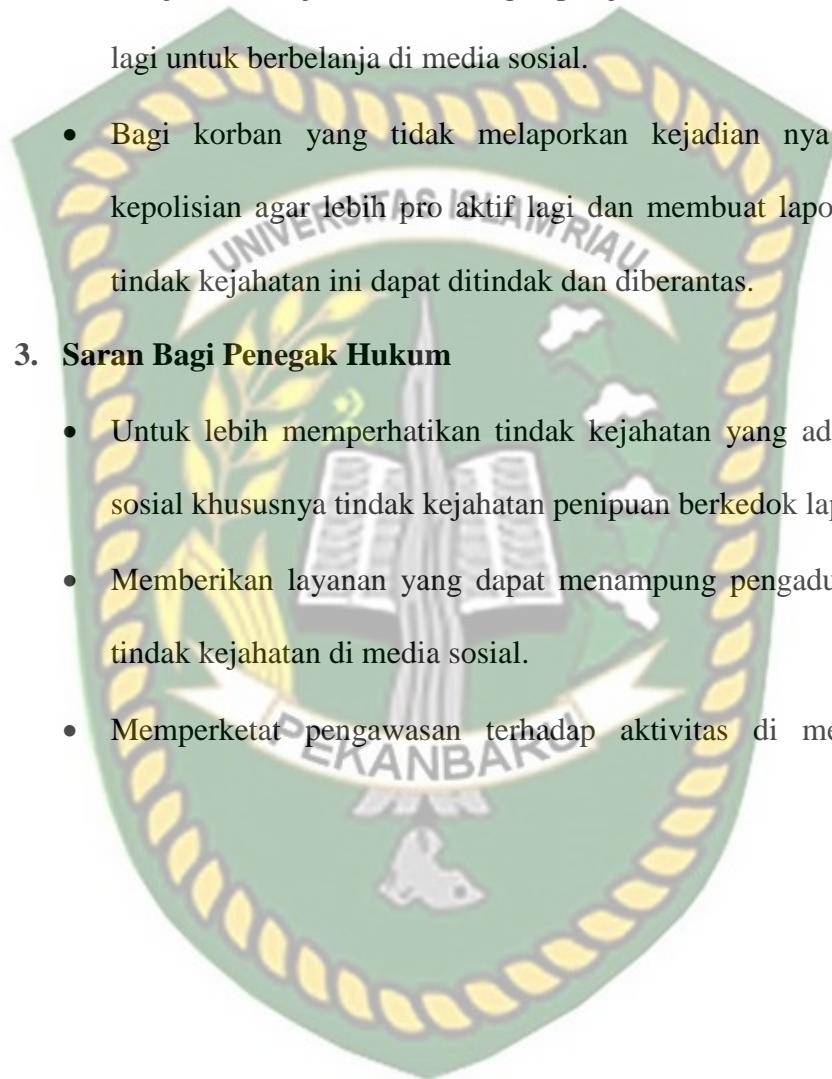 lagi untuk berbelanja di media sosial.
• Bagi korban yang tidak melaporkan kejadian nya
kepolisian agar lebih pro aktif lagi dan membuat lapo
tindak kejahatan ini dapat ditindak dan diberantas.
3. Saran Bagi Penegak Hukum
• Untuk lebih memperhatikan tindak kejahatan yang ad
sosial khususnya tindak kejahatan penipuan berkedok la
• Memberikan layanan yang dapat menampung pengadu
tindak kejahatan di media sosial.
• Memperketat pengawasan terhadap aktivitas di me
UNIVERSITAS ISLAM RIAU
PEKANBARU